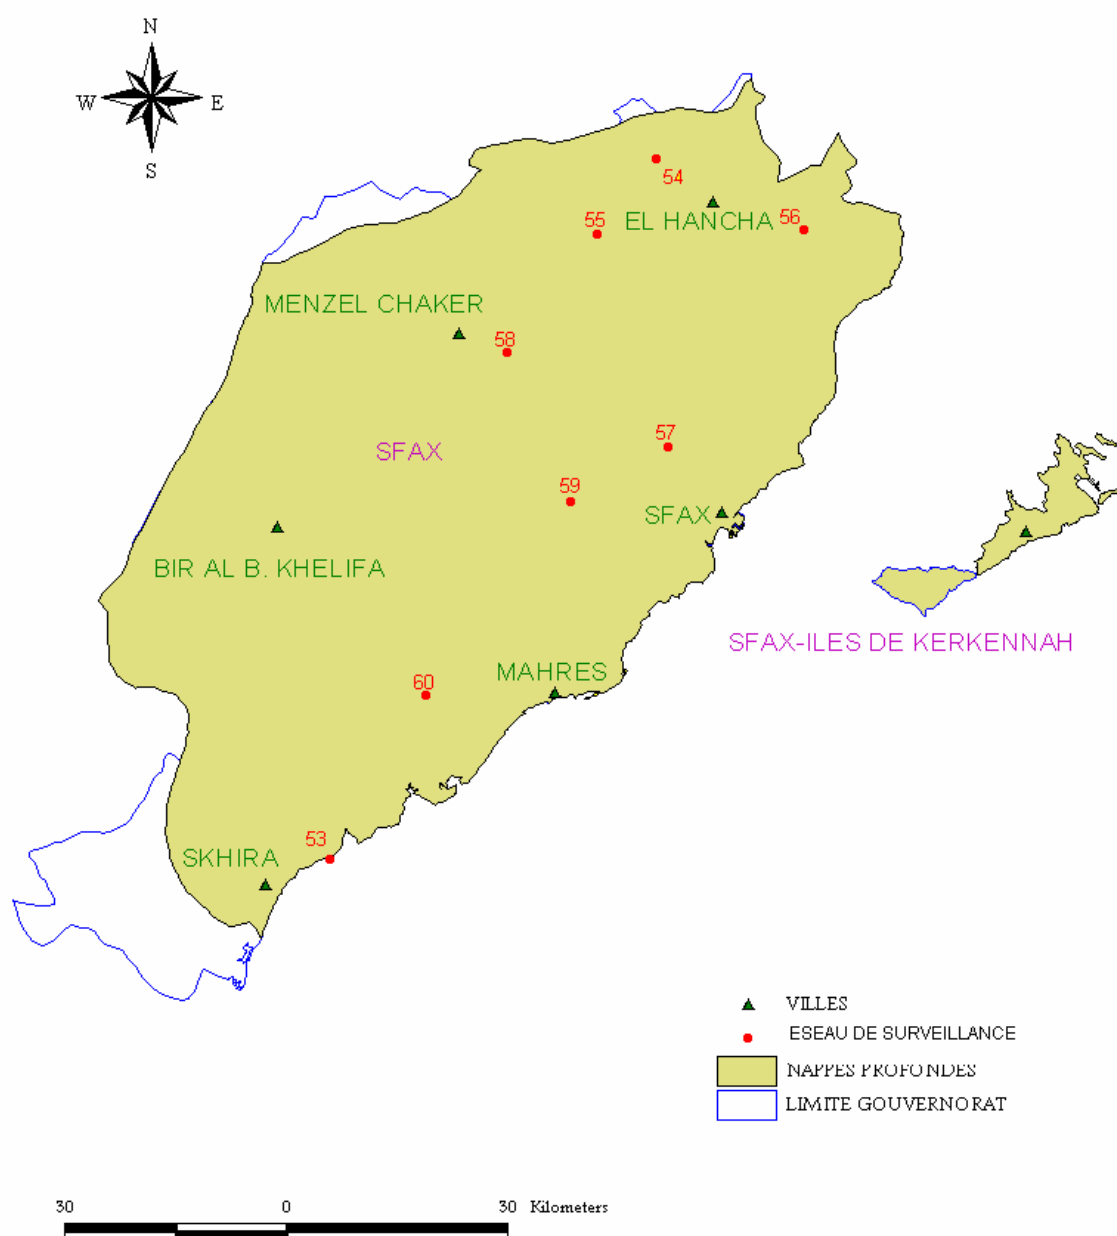 N
W E
S
54
55
EL HANCHA
56
MENZEL CHAKER
58
57
SFAX
59
SFAX
BIR AL B. KHELIFA
SFAX-ILES DE KERKENNAH
MAHRES
60
53
SKHIRA
VILLES
ESEAU DE SURVEILLANCE
NAPPES PROFONDES
LIMITE GOUVERNORAT
30 0 30 Kilometers